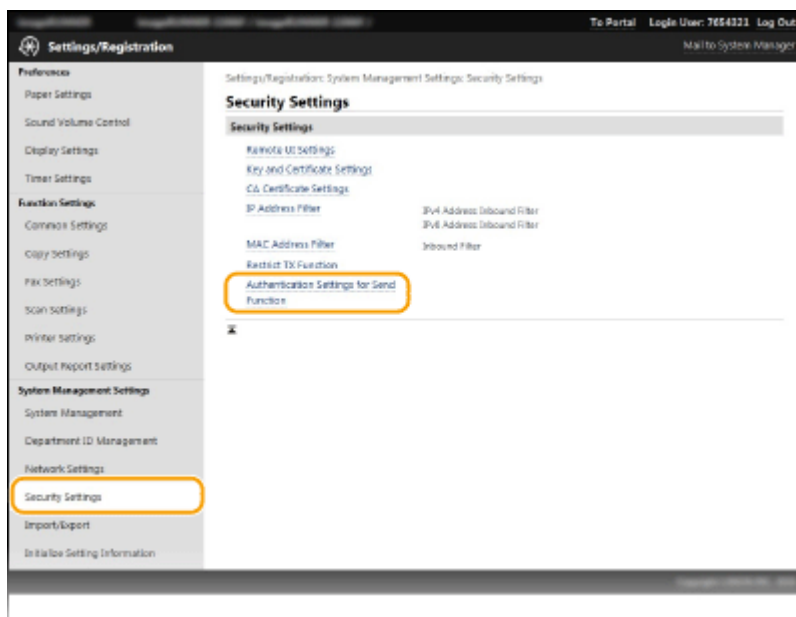 To Portal Login User: 7654321 Log Out
Settings/Registration
Mail to System Manager
Preferences
Paper Settings
Sound Volume Control
Display Settings
Timer Settings
Function Settings
Common Settings
Copy Settings
Fax Settings
Scan Settings
Printer Settings
Output Report Settings
System Management Settings
System Management
Department ID Management
Network Settings
Security Settings
Import/Export
Initialize Setting Information
Settings/Registration: System Management Settings: Security Settings
Security Settings
Security Settings
Remote UI Settings
Key and Certificate Settings
CA Certificate Settings
IP Address Filter
IPv4 Address Inbound Filter
IPv6 Address Inbound Filter
MAC Address Filter
Inbound Filter
Restrict TX Function
Authentication Settings for Send
Function